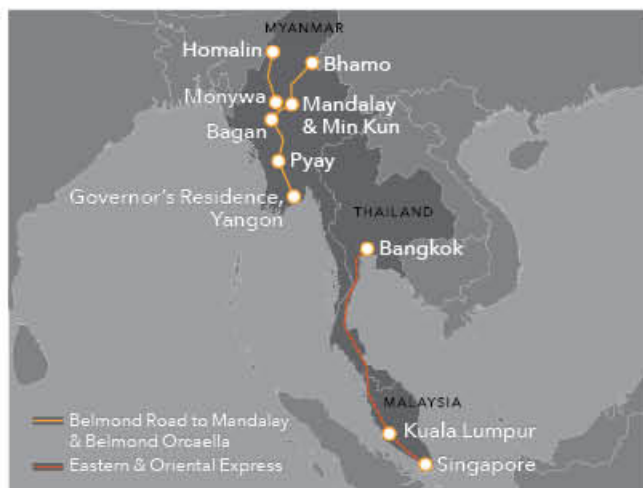 MYANMAR
Homalin
Bhamo
Monywa
Mandalay
& Min Kun
Bagan
Pyay
Governor's Residence,
Yangon
THAILAND
Bangkok
MALAYSIA
Kuala Lumpur
Singapore
Belmond Road to Mandalay
& Belmond Orcaella
Eastern & Oriental Express